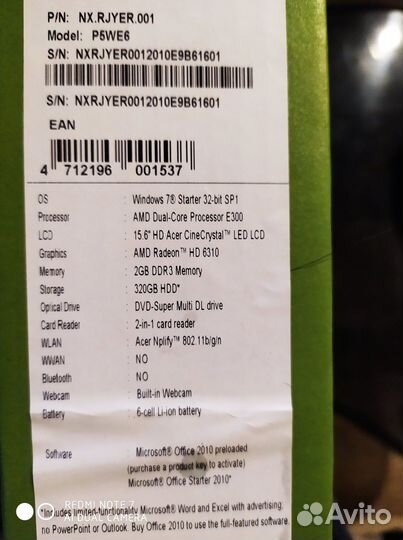 P/N: NX.RJYER.001
Model: P5WE6
S/N: NXRJYER0012010E9B61601
S/N: NXRJYER0012010E9B61601
EAN
4 712196 001537
OS : Windows 7® Starter 32-bit SP1
Processor : AMD Dual-Core Processor E300
LCD : 15.6" HD Acer CineCrystal™ LED LCD
Graphics : AMD Radeon™ HD 6310
Memory : 2GB DDR3 Memory
Storage : 320GB HDD*
Optical Drive : DVD-Super Multi DL drive
Card Reader : 2-in-1 card reader
WLAN : Acer Nplify™ 802.11b/g/n
WWAN : NO
Bluetooth : NO
Webcam : Built-in Webcam
Battery : 6-cell Li-ion battery
Software : Microsoft® Office 2010 preloaded
(purchase a product key to activate)
Microsoft® Office Starter 2010*
*Includes limited-functionality Microsoft® Word and Excel with advertising;
no PowerPoint or Outlook. Buy Office 2010 to use the full-featured software.
REDMI NOTE 7
AI DUAL CAMERA
Avito